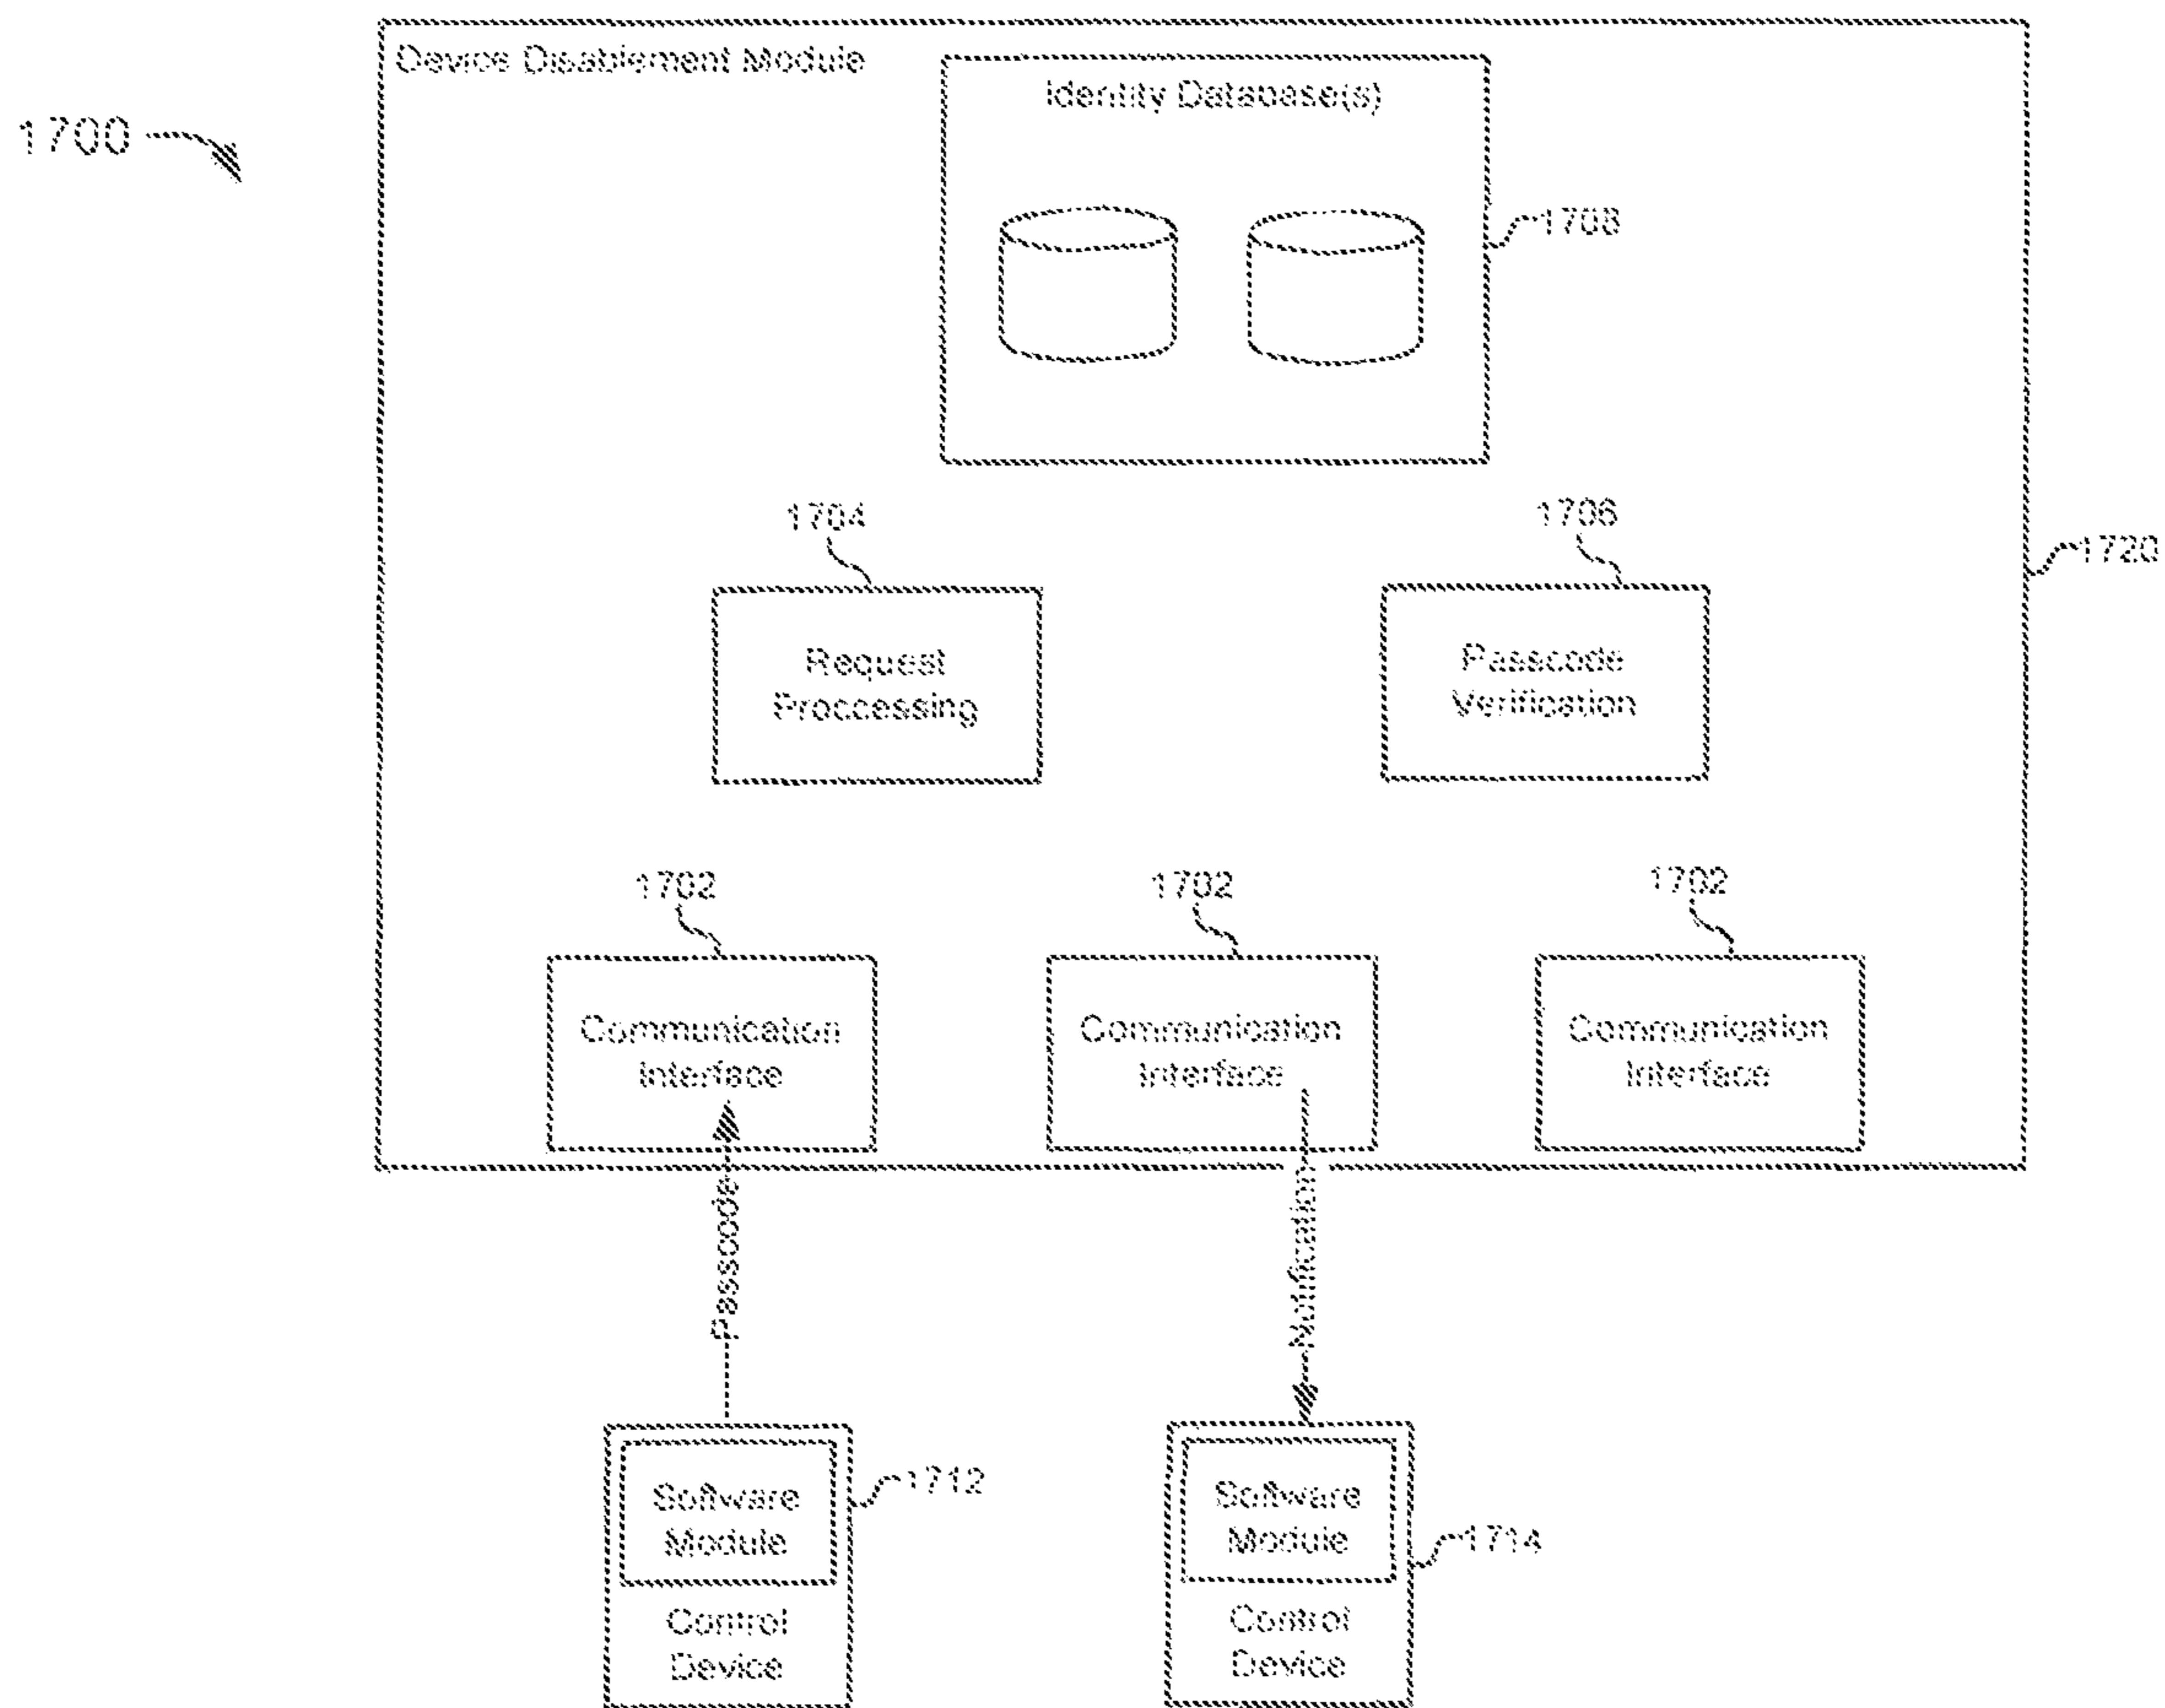 Device Disablement Module
Identity Database(s)
1700
1708
1704
1706
1720
Request
Proccessing
Passcode
Verification
1702
1702
1702
Communication
Interface
Communication
Interface
Communication
Interface
Passcode
Notification
Software
Module
1712
Software
Module
1714
Control
Device
Control
Device